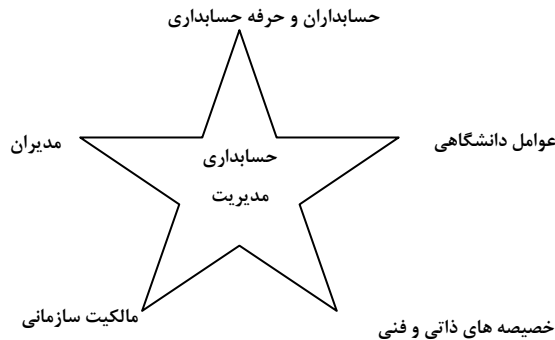 حسابداران و حرفه حسابداری
عوامل دانشگاهی
مدیران
حسابداری
مدیریت
خصیصه های ذاتی و فنی
مالکیت سازمانی